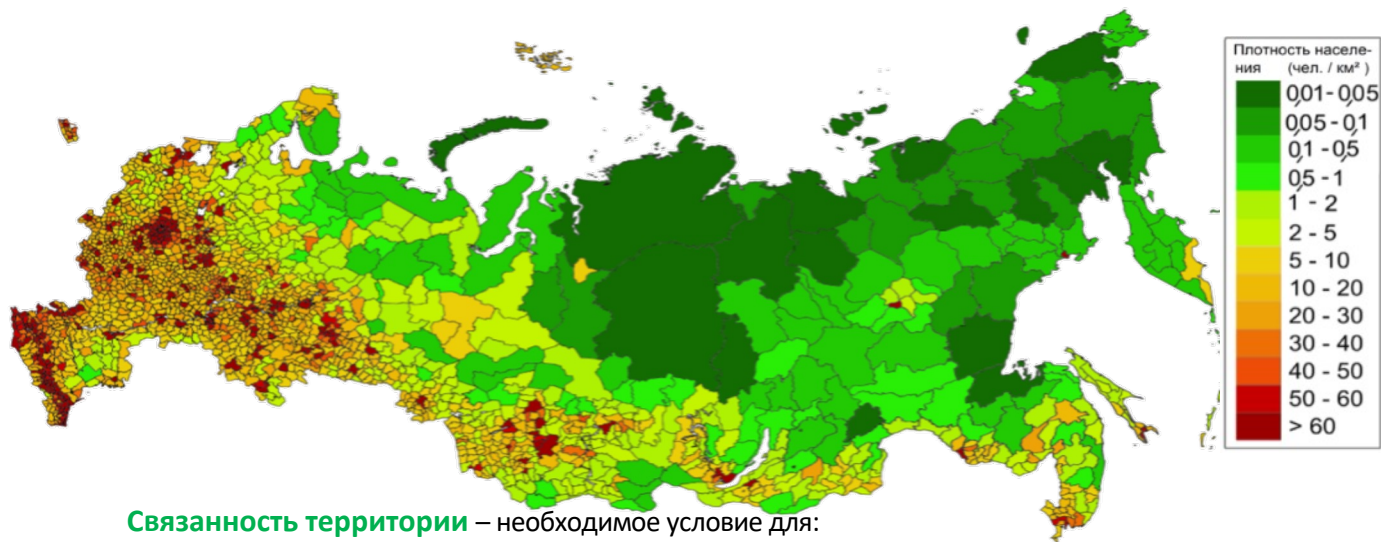 Плотность населе-
ния (чел. / км² )
0,01 - 0,05
0,05 - 0,1
0,1 - 0,5
0,5 - 1
1 - 2
2 - 5
5 - 10
10 - 20
20 - 30
30 - 40
40 - 50
50 - 60
> 60
Связанность территории – необходимое условие для: